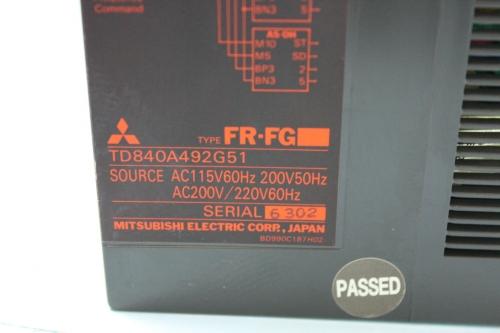 Command
BN3 5
AS-OH
M10 ST
M5 SD
BP3 2
BN3 5
TYPE FR-FG
TD840A492G51
SOURCE AC115V60Hz 200V50Hz
AC200V/220V60Hz
SERIAL 6302
MITSUBISHI ELECTRIC CORP., JAPAN
BD990C187H02
PASSED